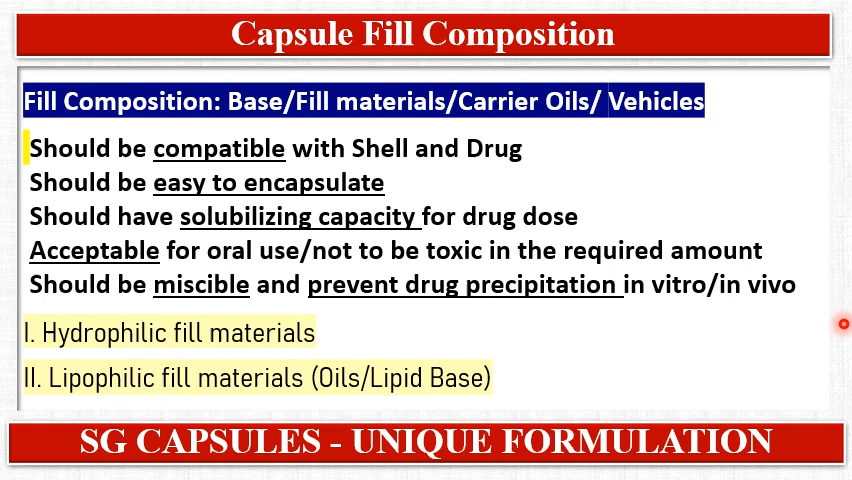 Capsule Fill Composition
Fill Composition: Base/Fill materials/Carrier Oils/ Vehicles
Should be compatible with Shell and Drug
Should be easy to encapsulate
Should have solubilizing capacity for drug dose
Acceptable for oral use/not to be toxic in the required amount
Should be miscible and prevent drug precipitation in vitro/in vivo
I. Hydrophilic fill materials
II. Lipophilic fill materials (Oils/Lipid Base)
SG CAPSULES - UNIQUE FORMULATION